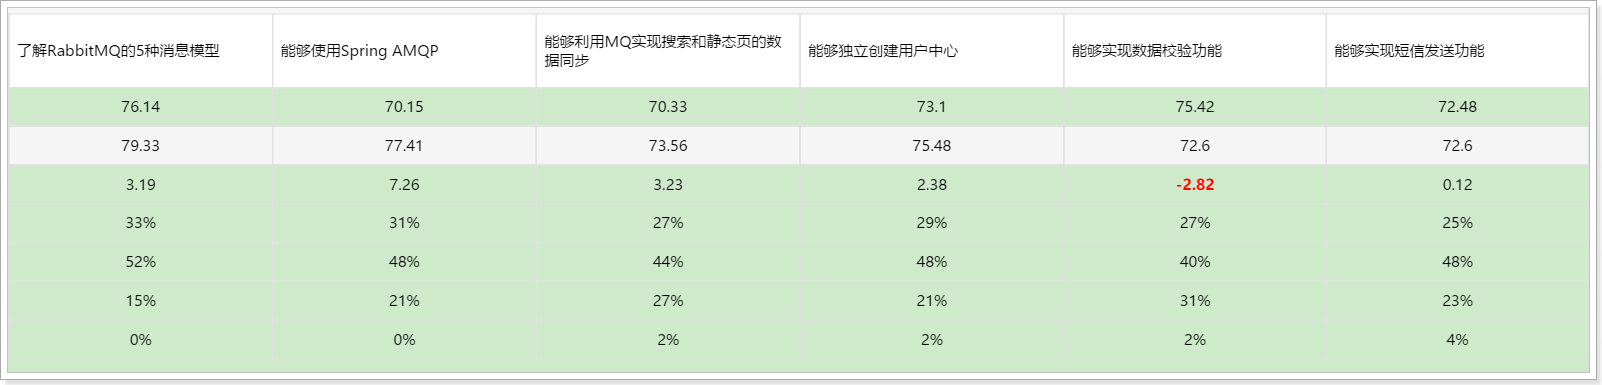 了解RabbitMQ的5种消息模型 能够使用Spring AMQP 能够利用MQ实现搜索和静态页的数据同步 能够独立创建用户中心 能够实现数据校验功能 能够实现短信发送功能
76.14 70.15 70.33 73.1 75.42 72.48
79.33 77.41 73.56 75.48 72.6 72.6
3.19 7.26 3.23 2.38 -2.82 0.12
33% 31% 27% 29% 27% 25%
52% 48% 44% 48% 40% 48%
15% 21% 27% 21% 31% 23%
0% 0% 2% 2% 2% 4%